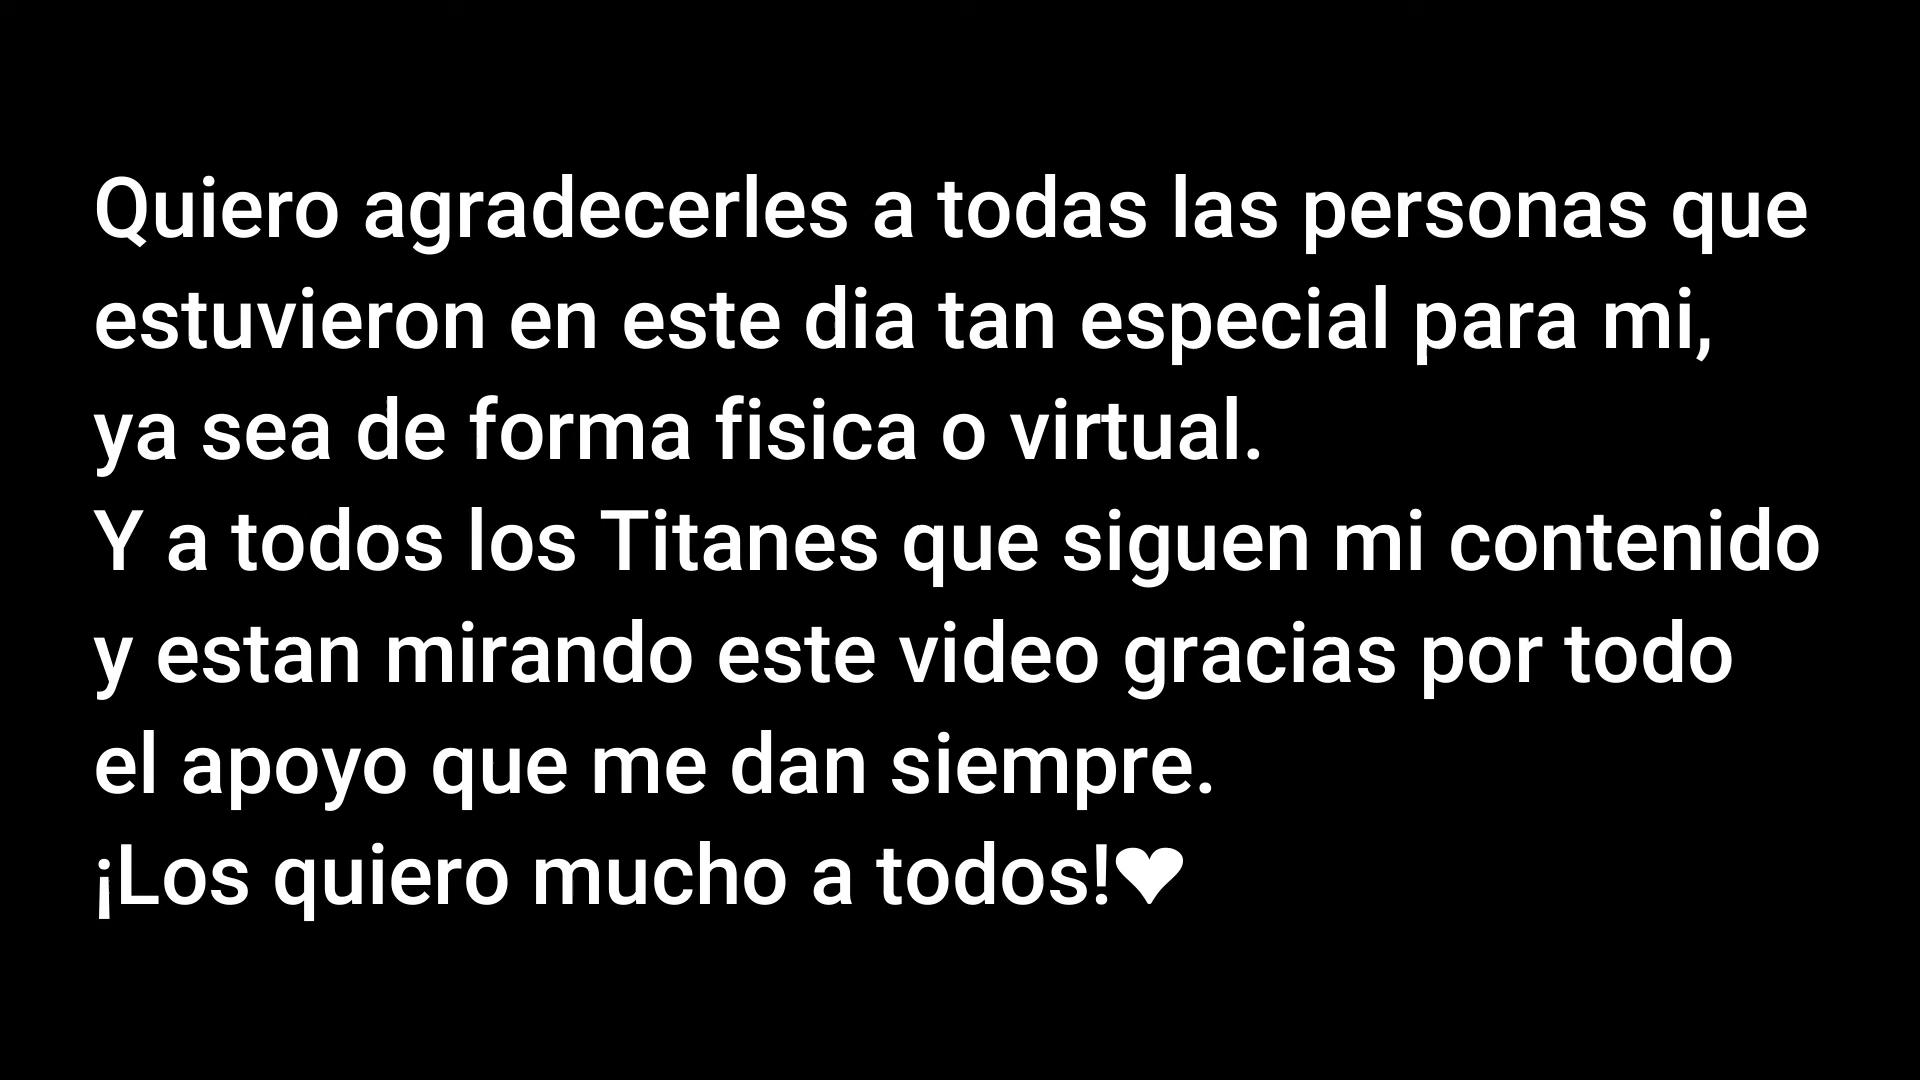 Quiero agradecerles a todas las personas que
estuvieron en este dia tan especial para mi,
ya sea de forma fisica o virtual.
Y a todos los Titanes que siguen mi contenido
y estan mirando este video gracias por todo
el apoyo que me dan siempre.
¡Los quiero mucho a todos!❤